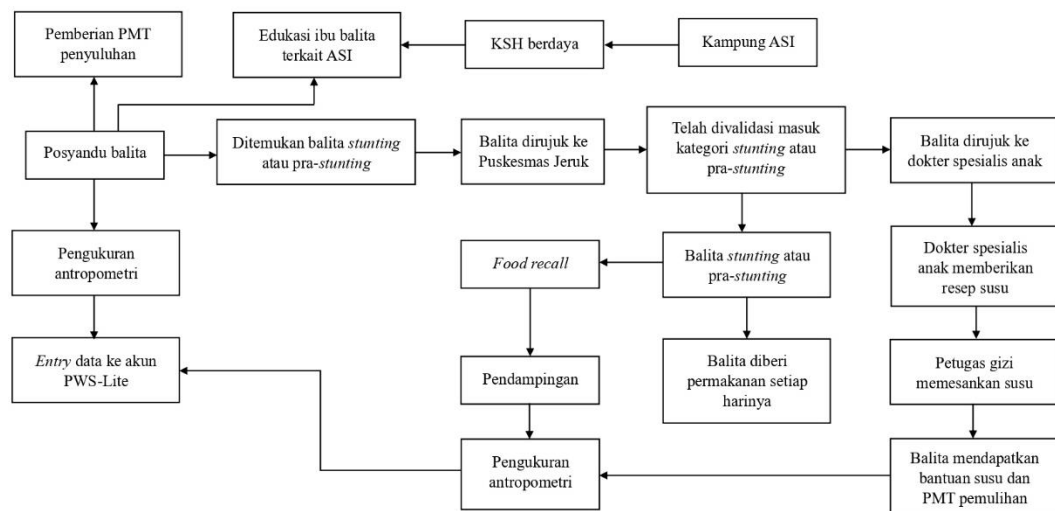 Pemberian PMT
penyuluhan
Edukasi ibu balita
terkait ASI
KSH berdaya
Kampung ASI
Posyandu balita
Ditemukan balita stunting
atau pra-stunting
Balita dirujuk ke
Puskesmas Jeruk
Telah divalidasi masuk
kategori stunting atau
pra-stunting
Balita dirujuk ke
dokter spesialis anak
Pengukuran
antropometri
Food recall
Balita stunting atau
pra-stunting
Dokter spesialis
anak memberikan
resep susu
Entry data ke akun
PWS-Lite
Pendampingan
Balita diberi
permakanan setiap
harinya
Petugas gizi
memesankan susu
Pengukuran
antropometri
Balita mendapatkan
bantuan susu dan
PMT pemulihan